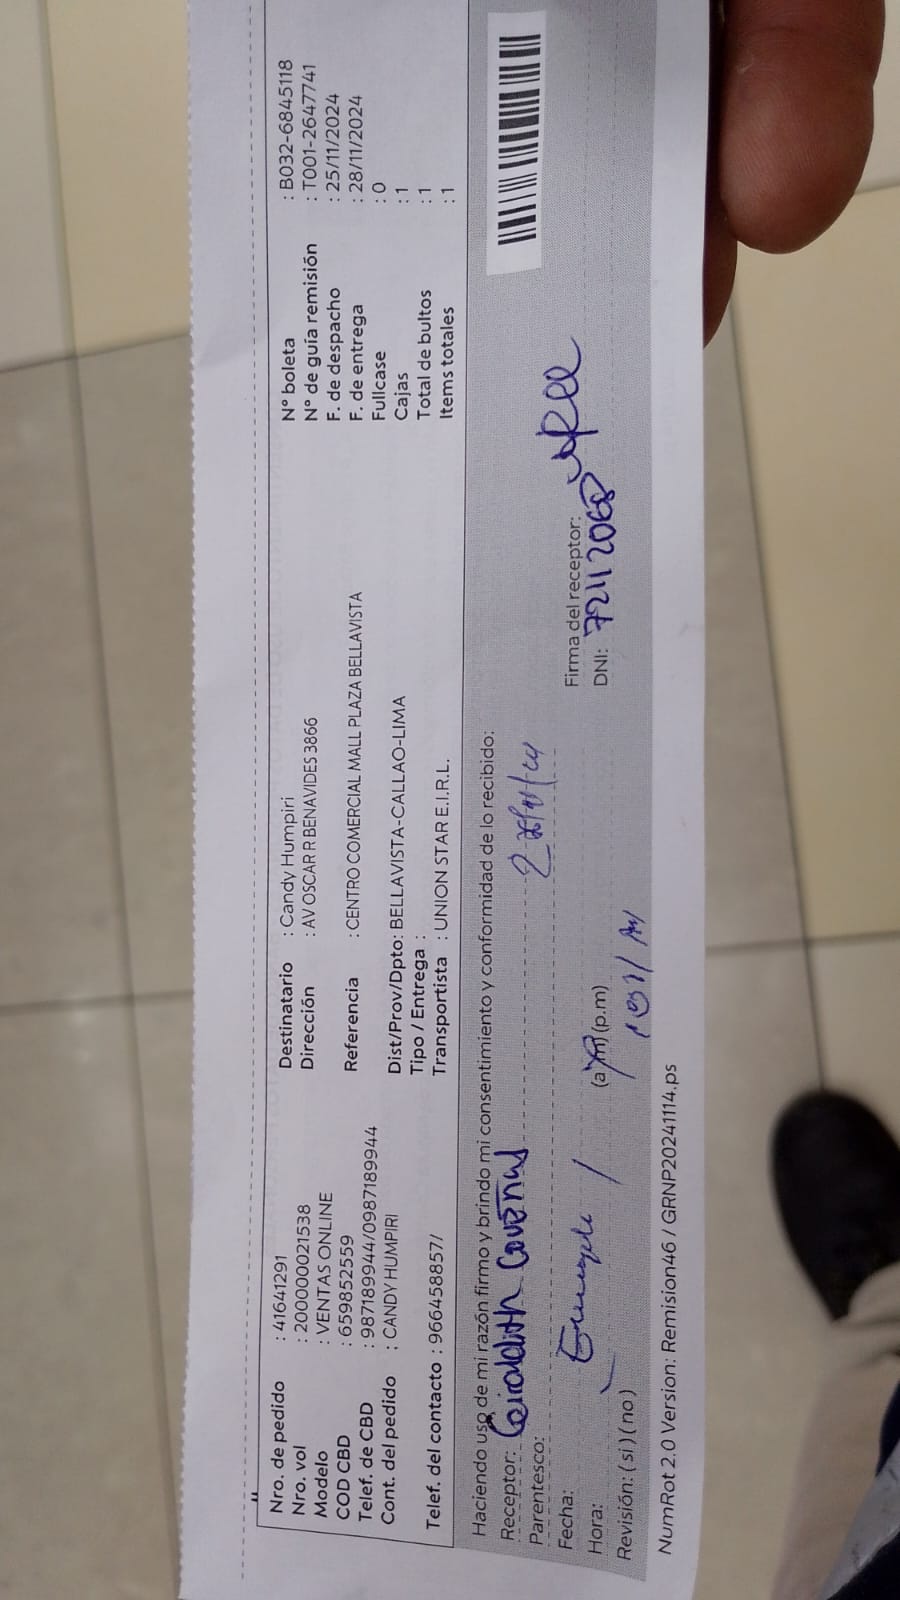 Nro. de pedido : 41641291
Nro. vol : 200000021538
Modelo : VENTAS ONLINE
COD CBD : 659852559
Telef. de CBD : 987189944/0987189944
Cont. del pedido : CANDY HUMPIRI
Telef. del contacto : 966458857/
Destinatario : Candy Humpiri
Dirección : AV OSCAR R BENAVIDES 3866
Referencia : CENTRO COMERCIAL MALL PLAZA BELLAVISTA
Dist/Prov/Dpto: BELLAVISTA-CALLAO-LIMA
Tipo / Entrega :
Transportista : UNION STAR E.I.R.L.
N° boleta : B032-6845118
N° de guía remisión : T001-2647741
F. de despacho : 25/11/2024
F. de entrega : 28/11/2024
Fullcase : 0
Cajas : 1
Total de bultos : 1
Items totales : 1
Haciendo uso de mi razón firmo y brindo mi consentimiento y conformidad de lo recibido:
Receptor:
Parentesco:
Fecha:
Hora: (a.m)(p.m)
Revisión: ( si ) ( no )
Firma del receptor:
DNI:
NumRot 2.0 Version: Remision46 / GRNP20241114.ps